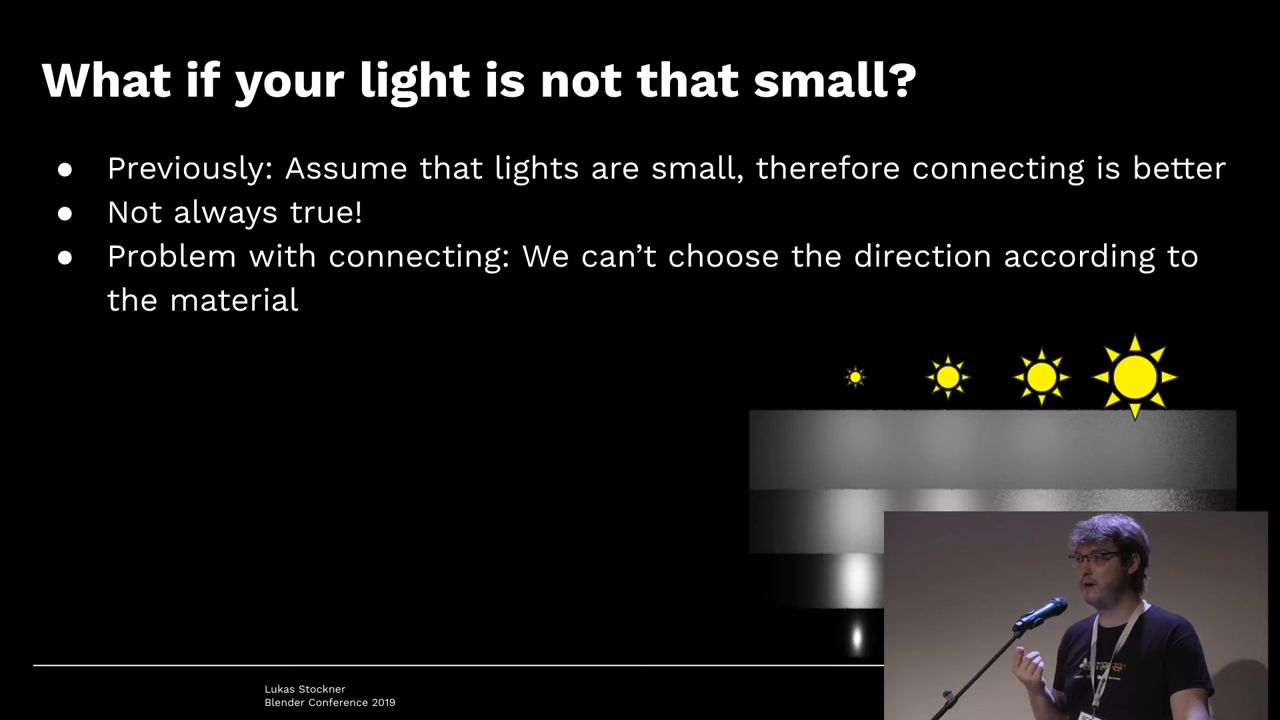 What if your light is not that small?
● Previously: Assume that lights are small, therefore connecting is better
● Not always true!
● Problem with connecting: We can’t choose the direction according to
the material
Lukas Stockner
Blender Conference 2019